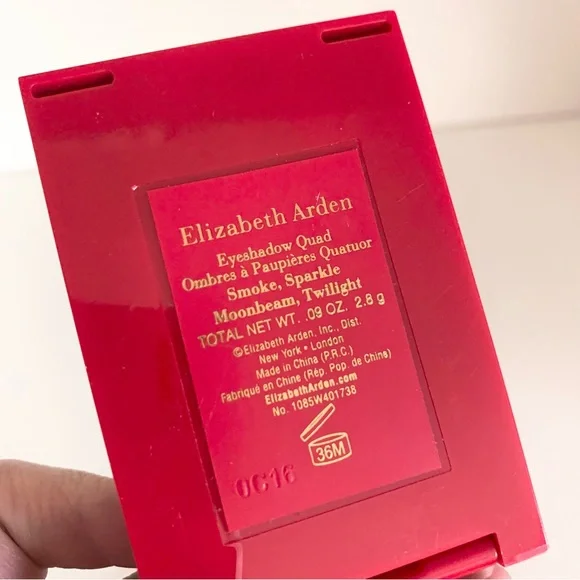 Elizabeth Arden
Eyeshadow Quad
Ombres à Paupières Quatuor
Smoke, Sparkle
Moonbeam, Twilight
TOTAL NET WT. .09 OZ. 2.8 g
©Elizabeth Arden, Inc., Dist.
New York • London
Made in China (P.R.C.)
Fabriqué en Chine (Rép. Pop. de Chine)
ElizabethArden.com
No. 1085W401738
36M
0C16